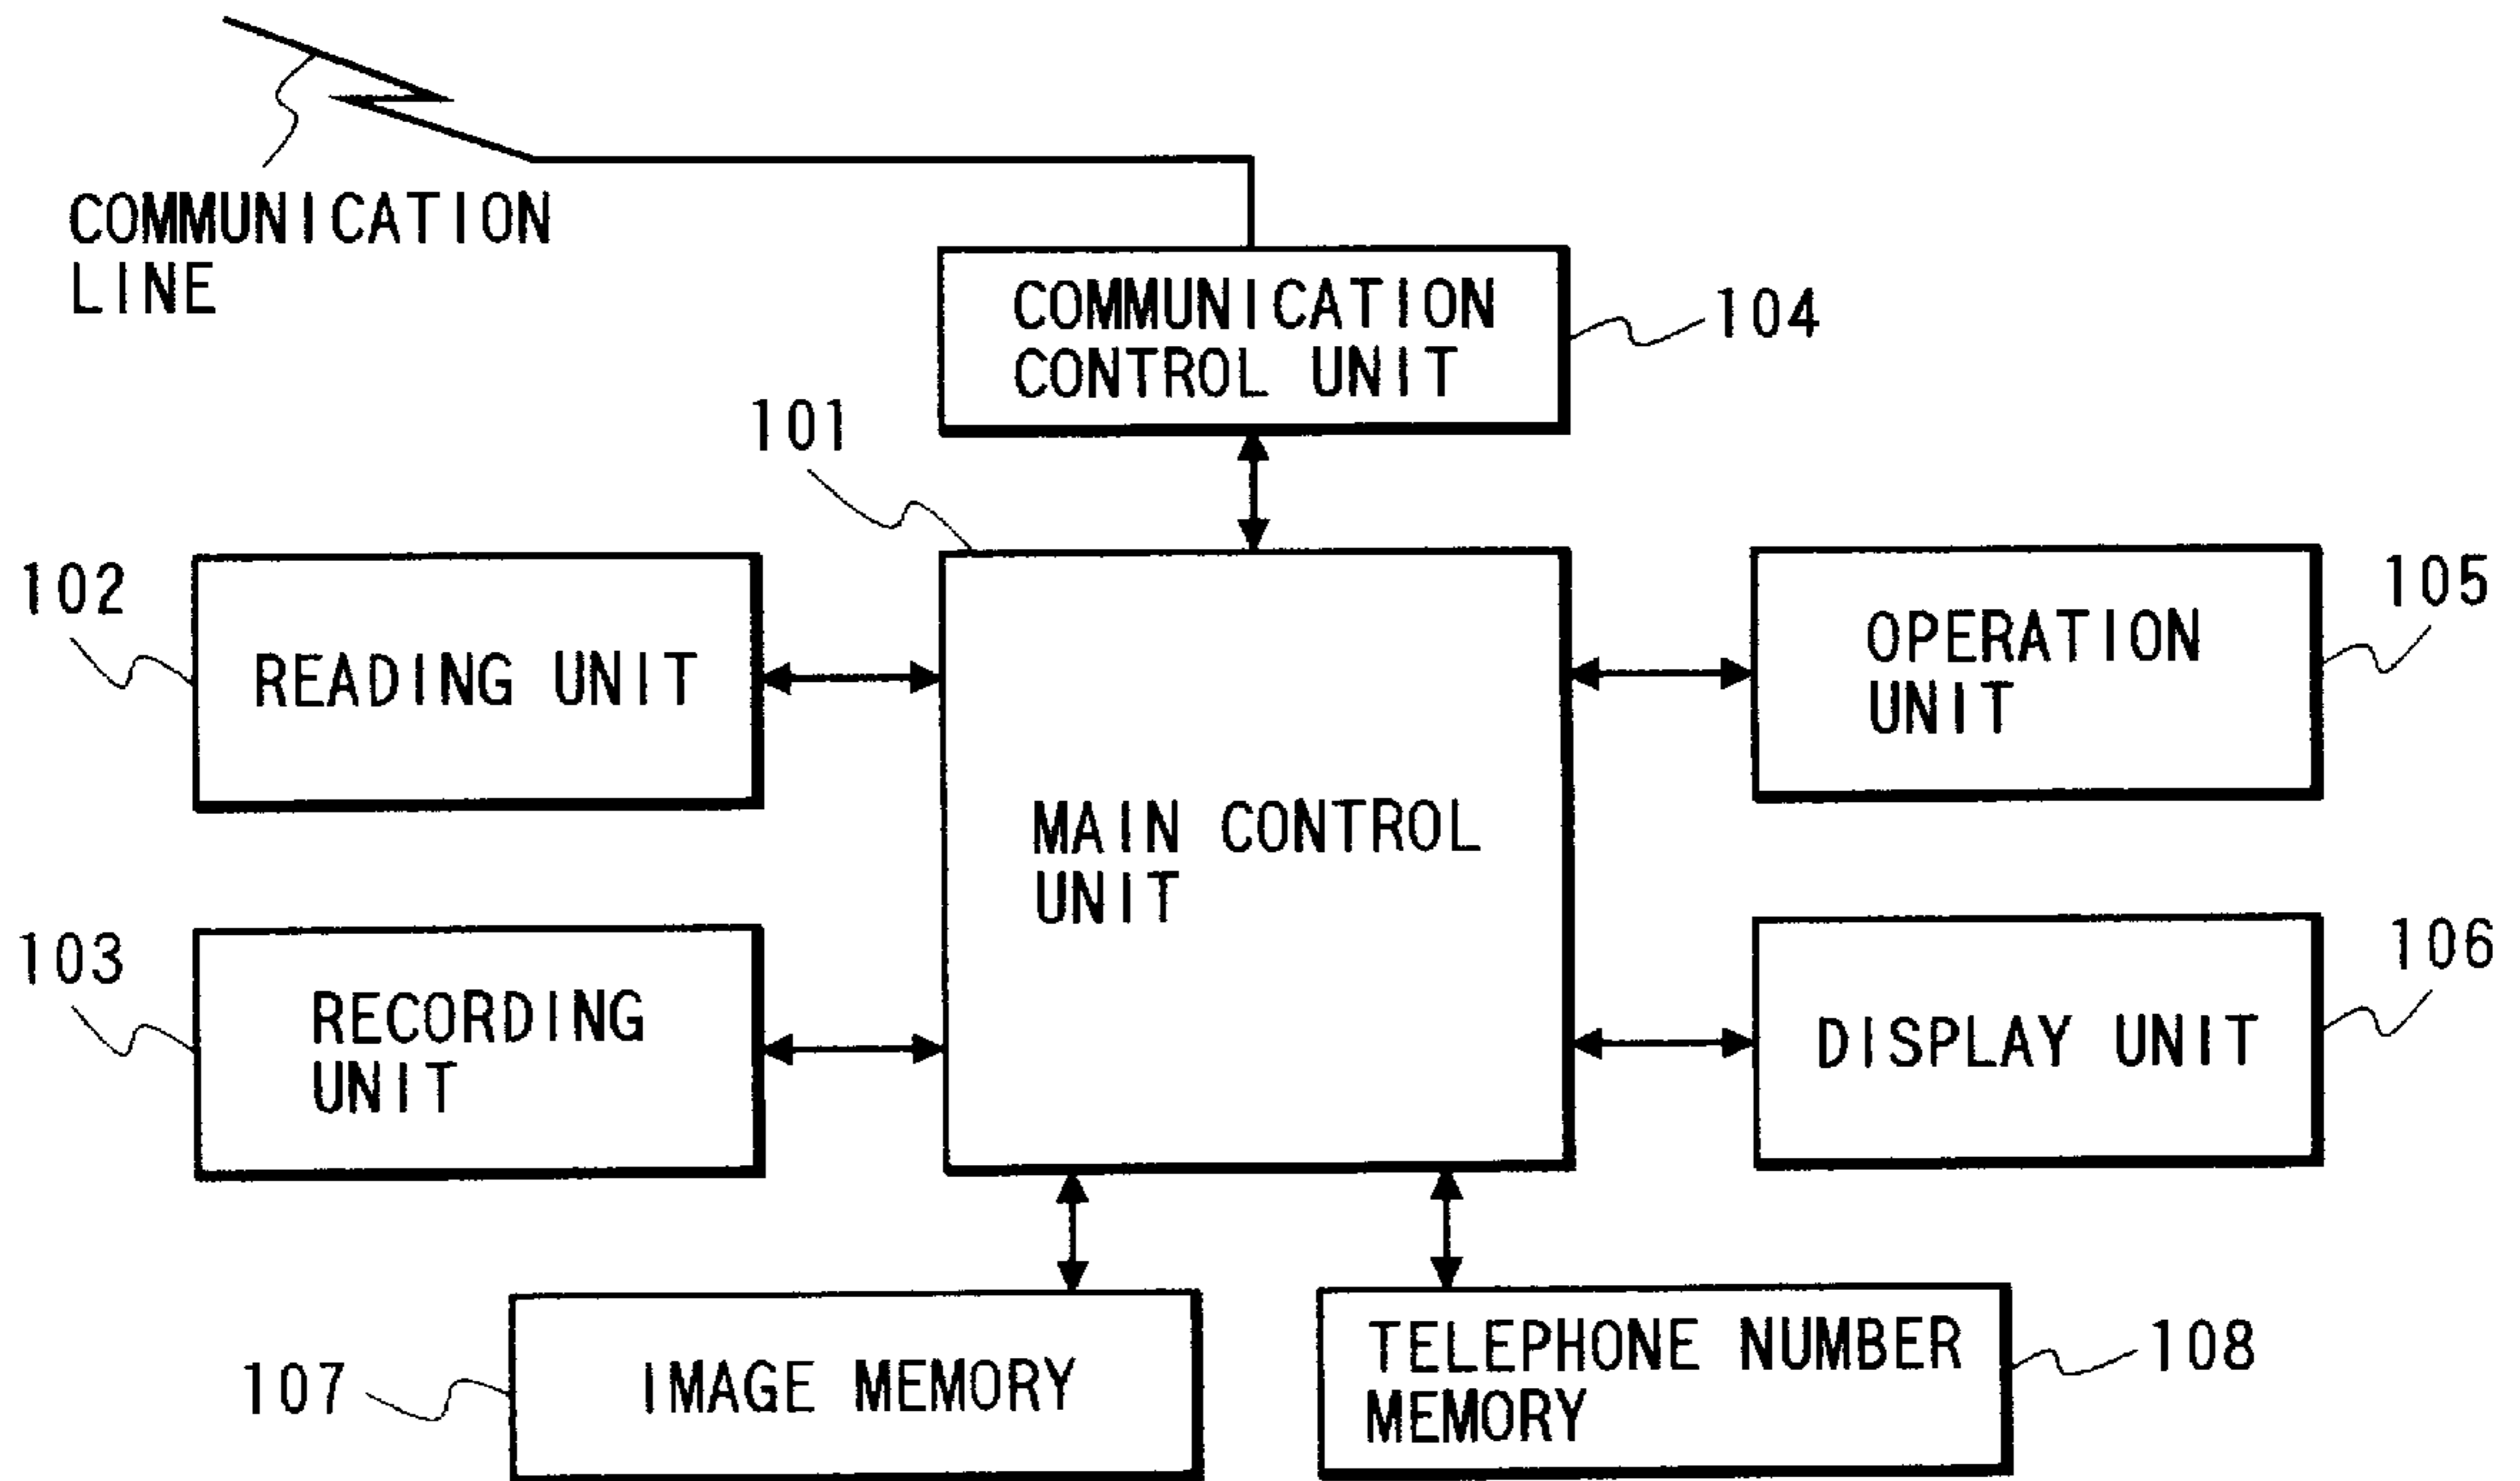 COMMUNICATION
LINE
COMMUNICATION
CONTROL UNIT
104
101
102
READING UNIT
OPERATION
UNIT
105
MAIN CONTROL
UNIT
103
RECORDING
UNIT
DISPLAY UNIT
106
107
IMAGE MEMORY
TELEPHONE NUMBER
MEMORY
108